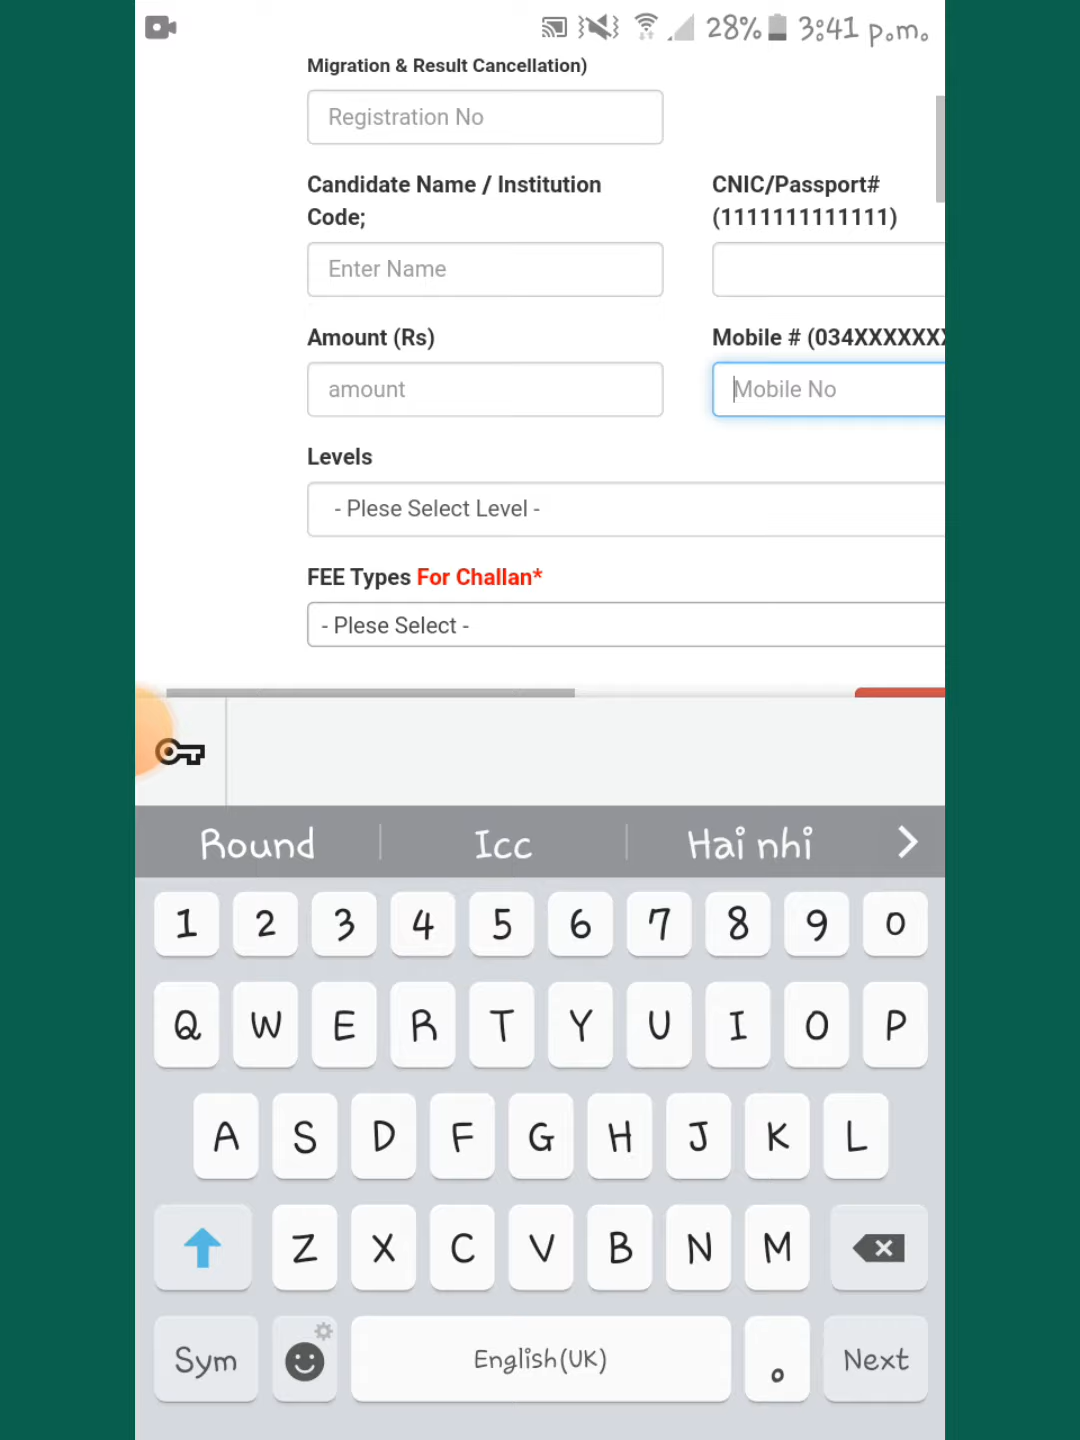 28% 3:41 p.m.
Migration & Result Cancellation)
Registration No
Candidate Name / Institution
Code;
CNIC/Passport#
(1111111111111)
Enter Name
Amount (Rs)
Mobile # (034XXXXXXX
amount
Mobile No
Levels
- Plese Select Level -
FEE Types For Challan*
- Plese Select -
Round Icc Hai nhi
1 2 3 4 5 6 7 8 9 0
Q W E R T Y U I O P
A S D F G H J K L
Z X C V B N M
Sym English(UK) . Next